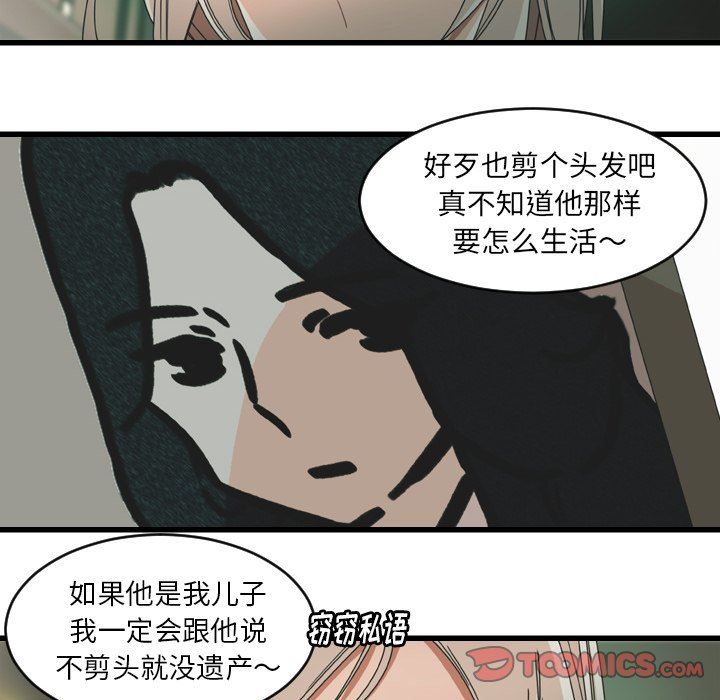 好歹也剪个头发吧
真不知道他那样
要怎么生活～
如果他是我儿子
我一定会跟他说
不剪头就没遗产～
窃窃私语
TOOMICS.COM